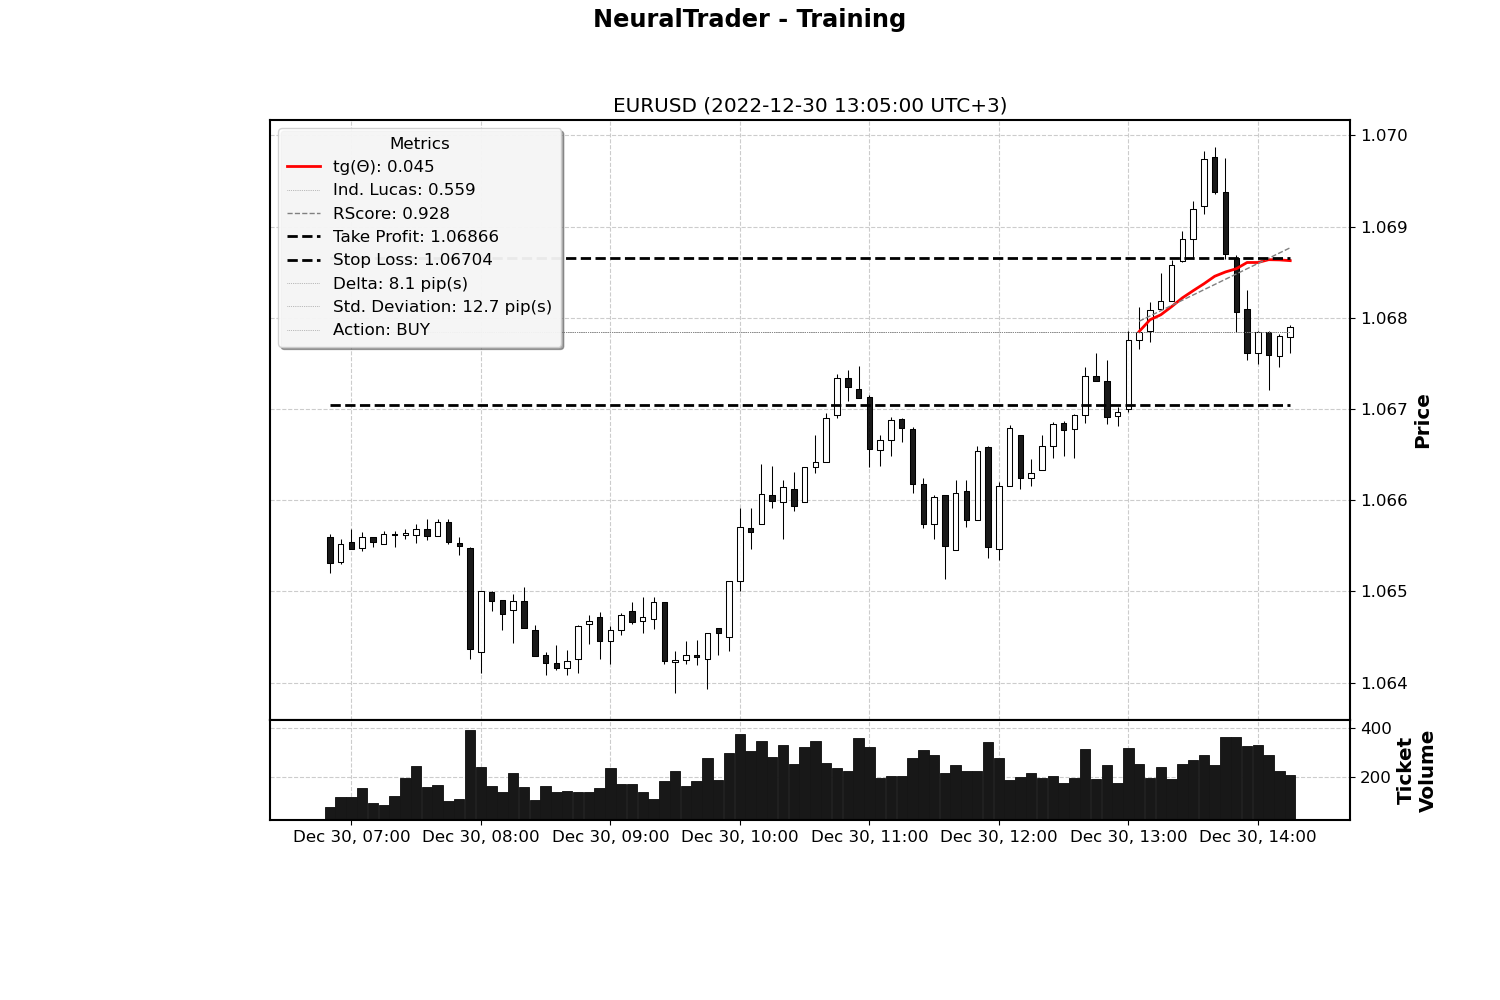 NeuralTrader - Training
EURUSD (2022-12-30 13:05:00 UTC+3)
Metrics
tg(Θ): 0.045
Ind. Lucas: 0.559
RScore: 0.928
Take Profit: 1.06866
Stop Loss: 1.06704
Delta: 8.1 pip(s)
Std. Deviation: 12.7 pip(s)
Action: BUY
1.070
1.069
1.068
1.067
1.066
1.065
1.064
Price
400
200
Ticket
Volume
Dec 30, 07:00 Dec 30, 08:00 Dec 30, 09:00 Dec 30, 10:00 Dec 30, 11:00 Dec 30, 12:00 Dec 30, 13:00 Dec 30, 14:00